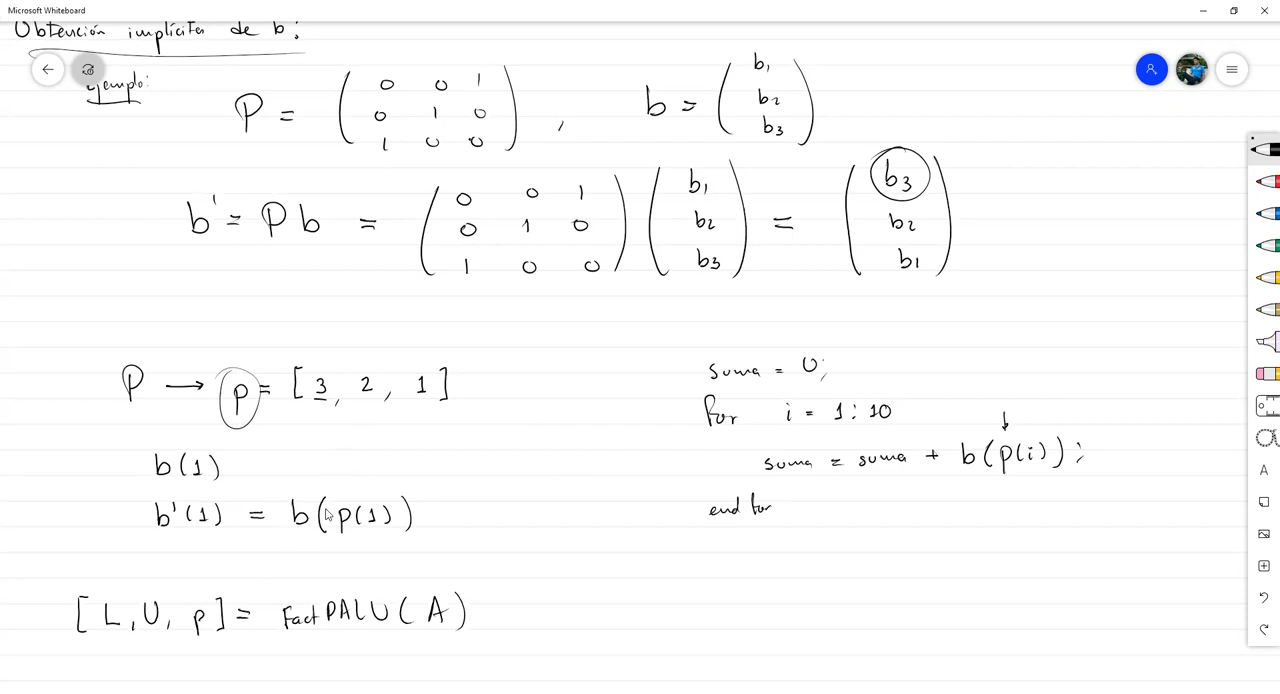 Microsoft Whiteboard
Obtención implícita de b:
ejemplo:
P = ( 0 0 1
0 1 0
1 0 0 ) , b = ( b1
b2
b3 )
b' = P b = ( 0 0 1
0 1 0
1 0 0 ) ( b1
b2
b3 ) = ( b3
b2
b1 )
P → p = [ 3, 2, 1 ]
b(1)
b'(1) = b(p(1))
suma = 0;
for i = 1:10
suma = suma + b(p(i));
end for
[ L, U, p ] = FactPALU(A)
A